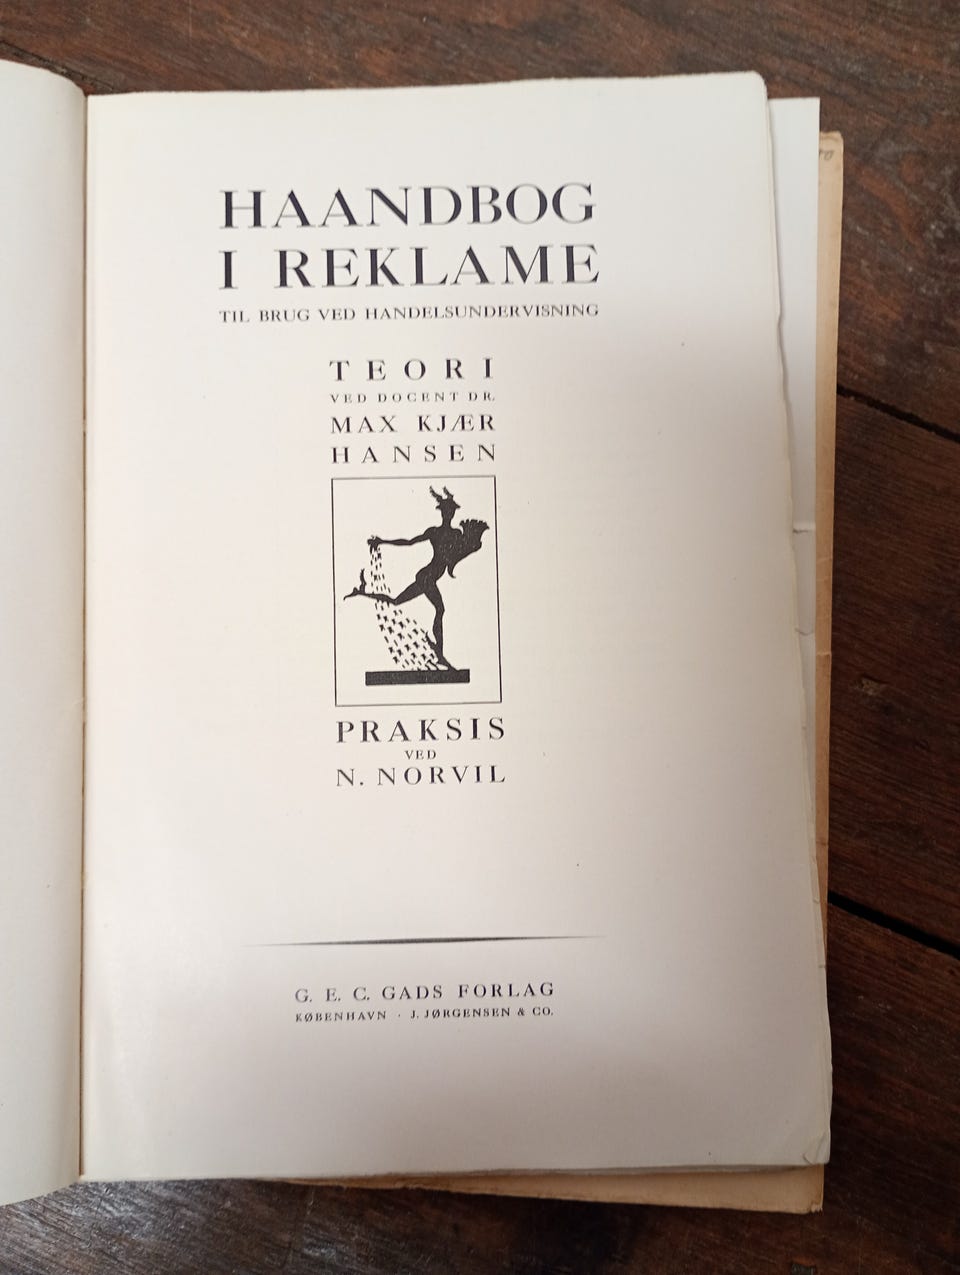 HAANDBOG
I REKLAME
TIL BRUG VED HANDELSUNDERVISNING
TEORI
VED DOCENT DR.
MAX KJÆR
HANSEN
PRAKSIS
VED
N. NORVIL
G. E. C. GADS FORLAG
KØBENHAVN · J. JØRGENSEN & CO.